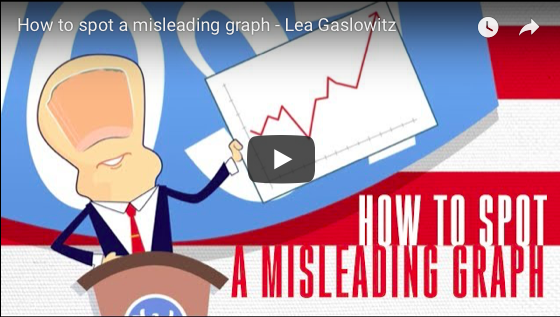 How to spot a misleading graph - Lea Gaslowitz
HOW TO SPOT
A MISLEADING GRAPH